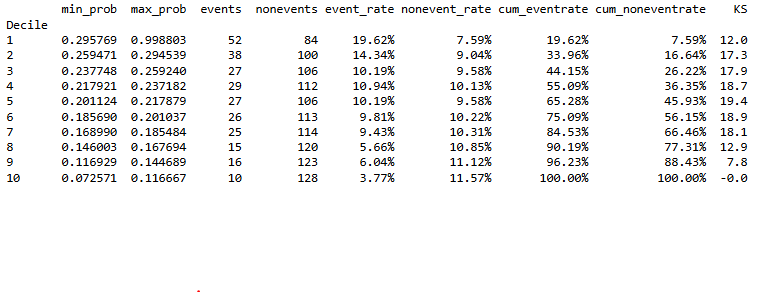 min_prob max_prob events nonevents event_rate nonevent_rate cum_eventrate cum_noneventrate KS
Decile
1 0.295769 0.998803 52 84 19.62% 7.59% 19.62% 7.59% 12.0
2 0.259471 0.294539 38 100 14.34% 9.04% 33.96% 16.64% 17.3
3 0.237748 0.259240 27 106 10.19% 9.58% 44.15% 26.22% 17.9
4 0.217921 0.237182 29 112 10.94% 10.13% 55.09% 36.35% 18.7
5 0.201124 0.217879 27 106 10.19% 9.58% 65.28% 45.93% 19.4
6 0.185690 0.201037 26 113 9.81% 10.22% 75.09% 56.15% 18.9
7 0.168990 0.185484 25 114 9.43% 10.31% 84.53% 66.46% 18.1
8 0.146003 0.167694 15 120 5.66% 10.85% 90.19% 77.31% 12.9
9 0.116929 0.144689 16 123 6.04% 11.12% 96.23% 88.43% 7.8
10 0.072571 0.116667 10 128 3.77% 11.57% 100.00% 100.00% -0.0